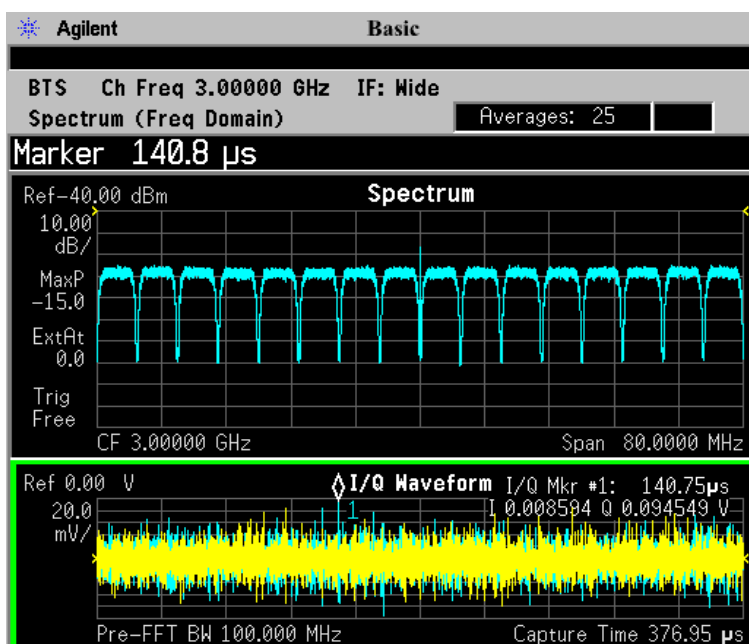 Agilent Basic
BTS Ch Freq 3.00000 GHz IF: Wide
Spectrum (Freq Domain) Averages: 25
Marker 140.8 µs
Ref-40.00 dBm Spectrum
10.00
dB/
MaxP
-15.0
ExtAt
0.0
Trig
Free
CF 3.00000 GHz Span 80.0000 MHz
Ref 0.00 V I/Q Waveform I/Q Mkr #1: 140.75µs
20.0 1 I 0.008594 Q 0.094549 V
mV/
Pre-FFT BW 100.000 MHz Capture Time 376.95 µs